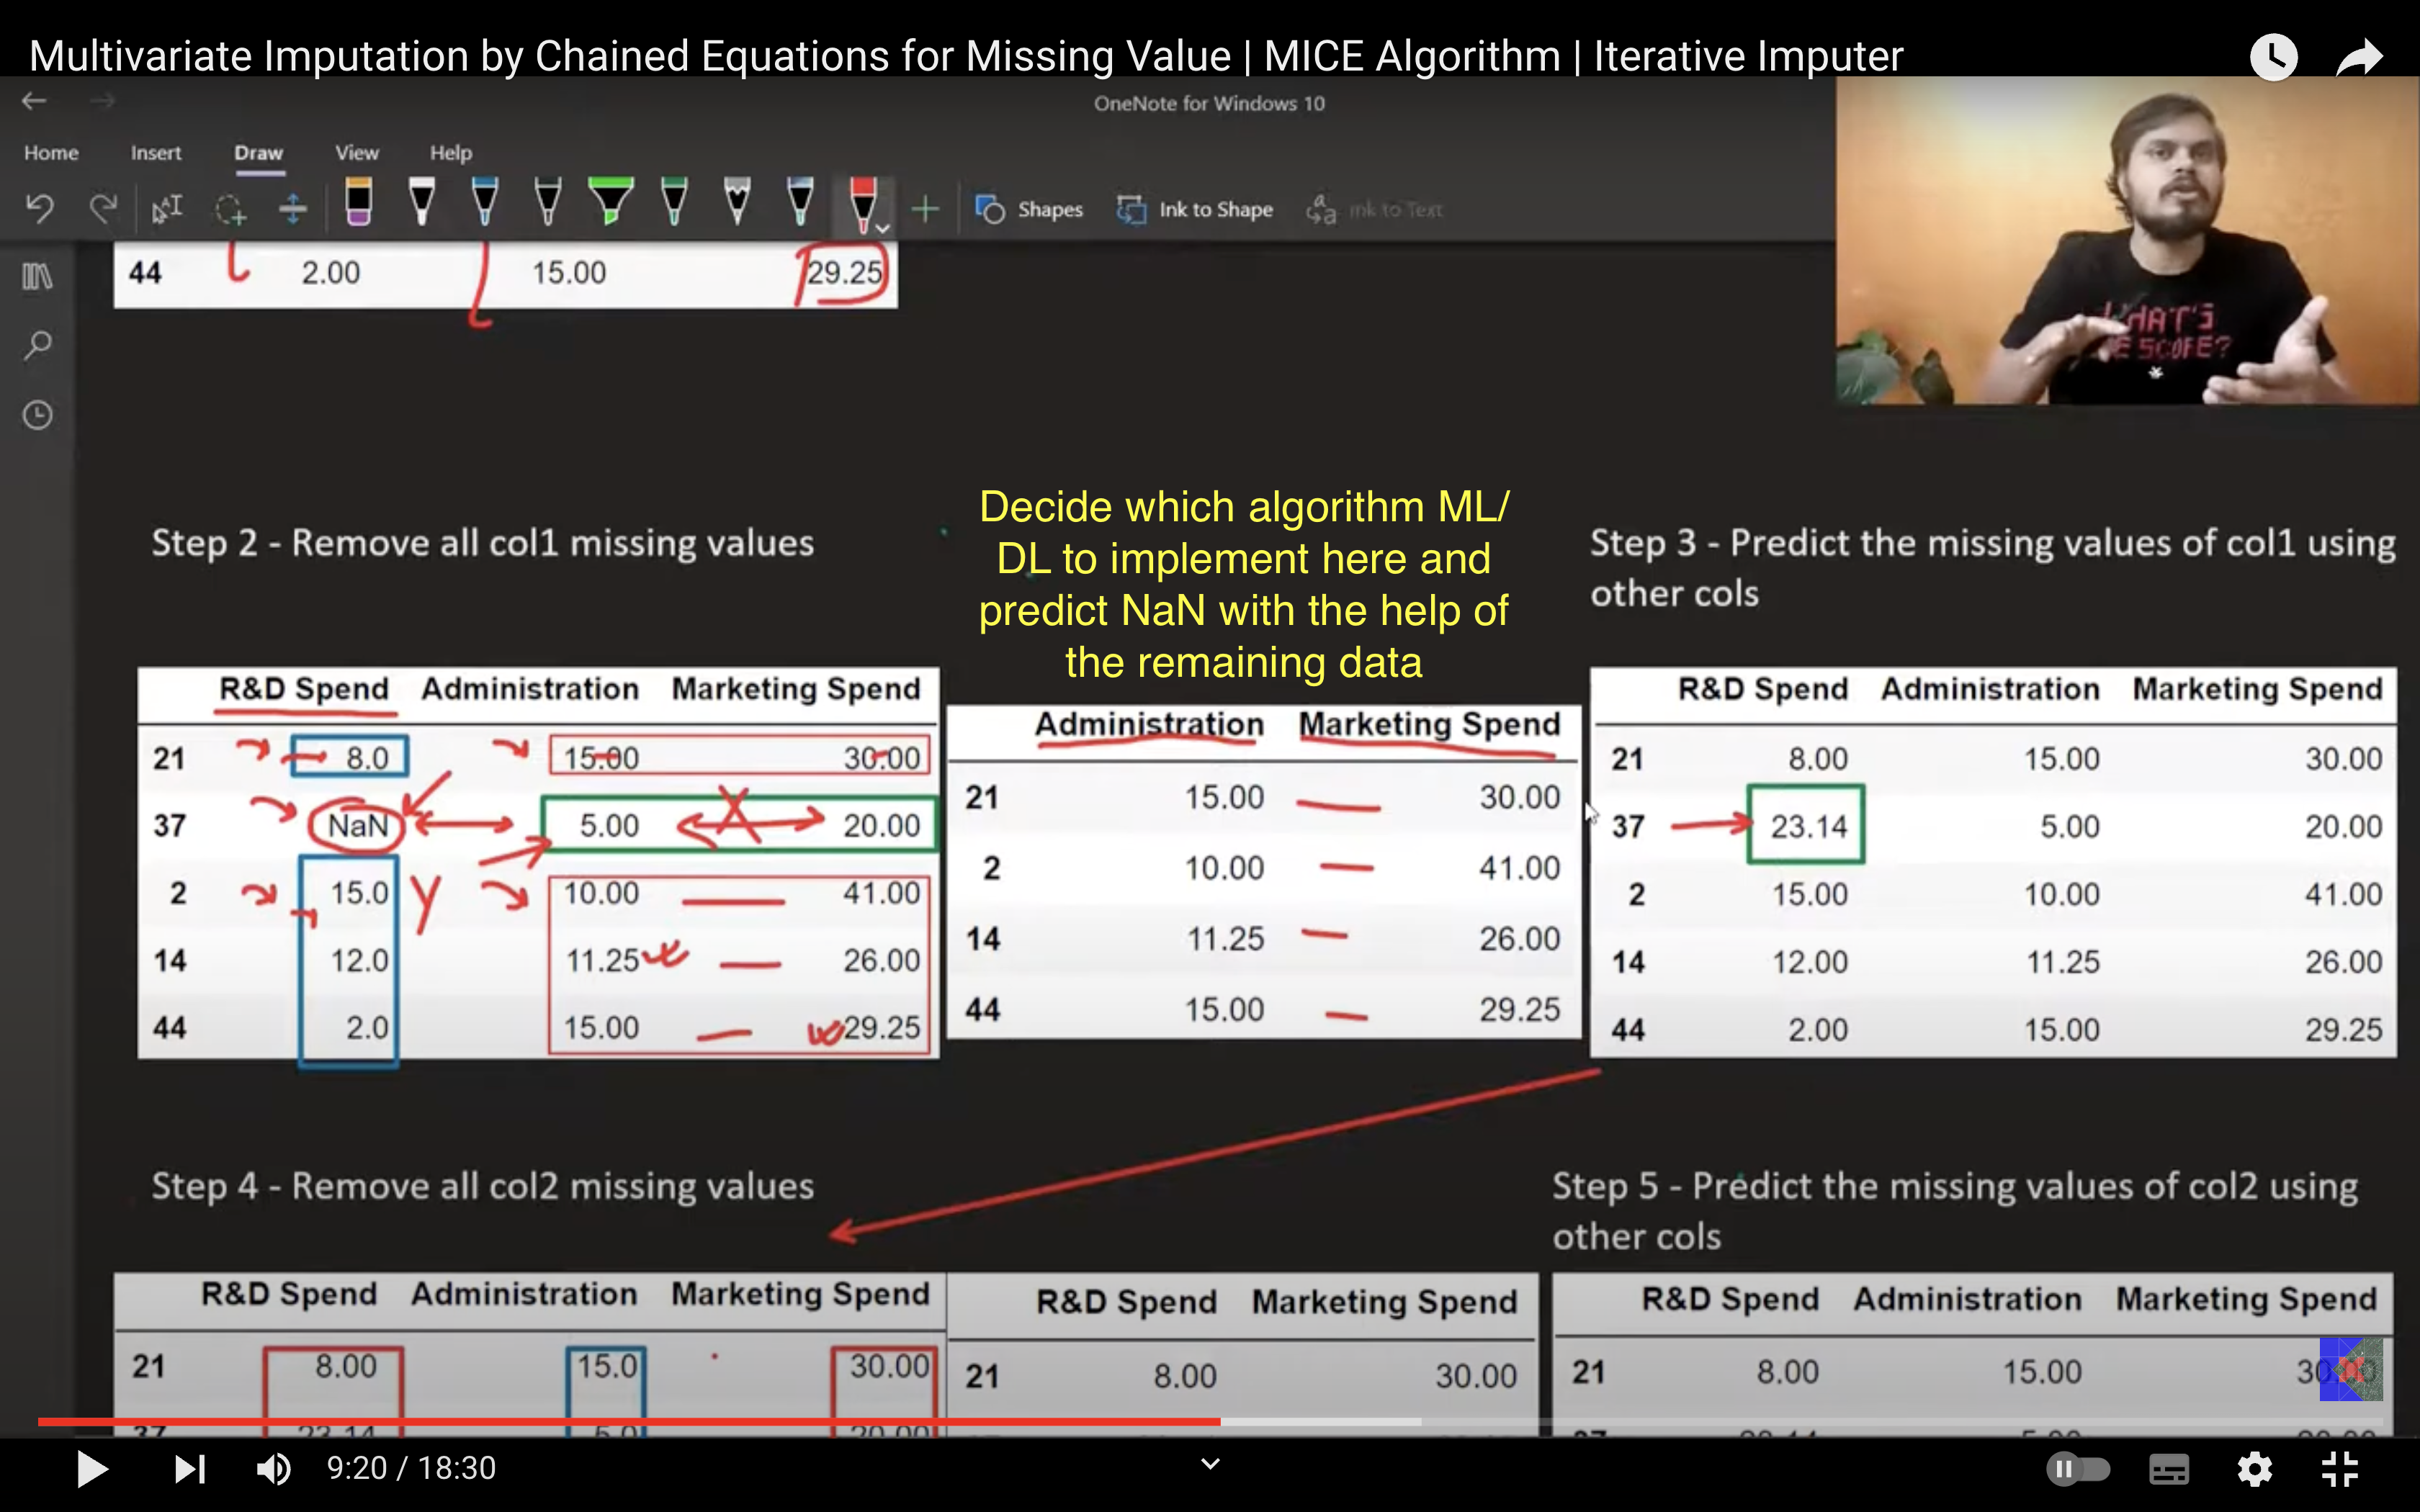 Multivariate Imputation by Chained Equations for Missing Value | MICE Algorithm | Iterative Imputer
OneNote for Windows 10
Home Insert Draw View Help
Shapes Ink to Shape Ink to Text
44 2.00 15.00 29.25
Decide which algorithm ML/
DL to implement here and
predict NaN with the help of
the remaining data
Step 2 - Remove all col1 missing values
R&D Spend Administration Marketing Spend
21 8.0 15.00 30.00
37 NaN 5.00 20.00
2 15.0 Y 10.00 41.00
14 12.0 11.25 26.00
44 2.0 15.00 29.25
Administration Marketing Spend
21 15.00 30.00
2 10.00 41.00
14 11.25 26.00
44 15.00 29.25
Step 3 - Predict the missing values of col1 using
other cols
R&D Spend Administration Marketing Spend
21 8.00 15.00 30.00
37 23.14 5.00 20.00
2 15.00 10.00 41.00
14 12.00 11.25 26.00
44 2.00 15.00 29.25
Step 4 - Remove all col2 missing values
R&D Spend Administration Marketing Spend
21 8.00 15.0 30.00
R&D Spend Marketing Spend
21 8.00 30.00
Step 5 - Predict the missing values of col2 using
other cols
R&D Spend Administration Marketing Spend
21 8.00 15.00
9:20 / 18:30